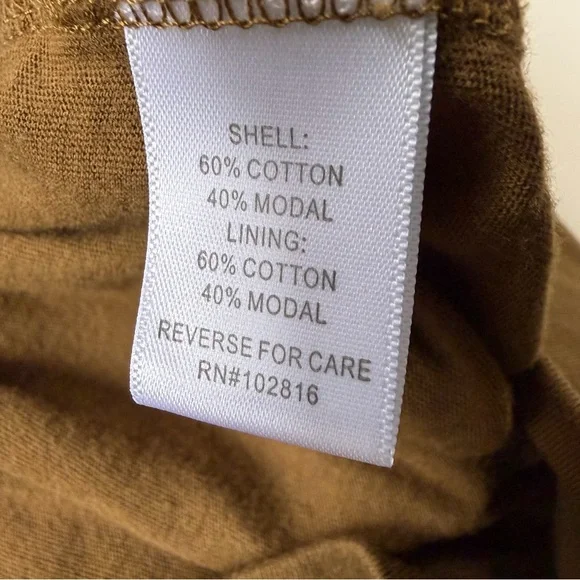 SHELL:
60% COTTON
40% MODAL
LINING:
60% COTTON
40% MODAL
REVERSE FOR CARE
RN#102816